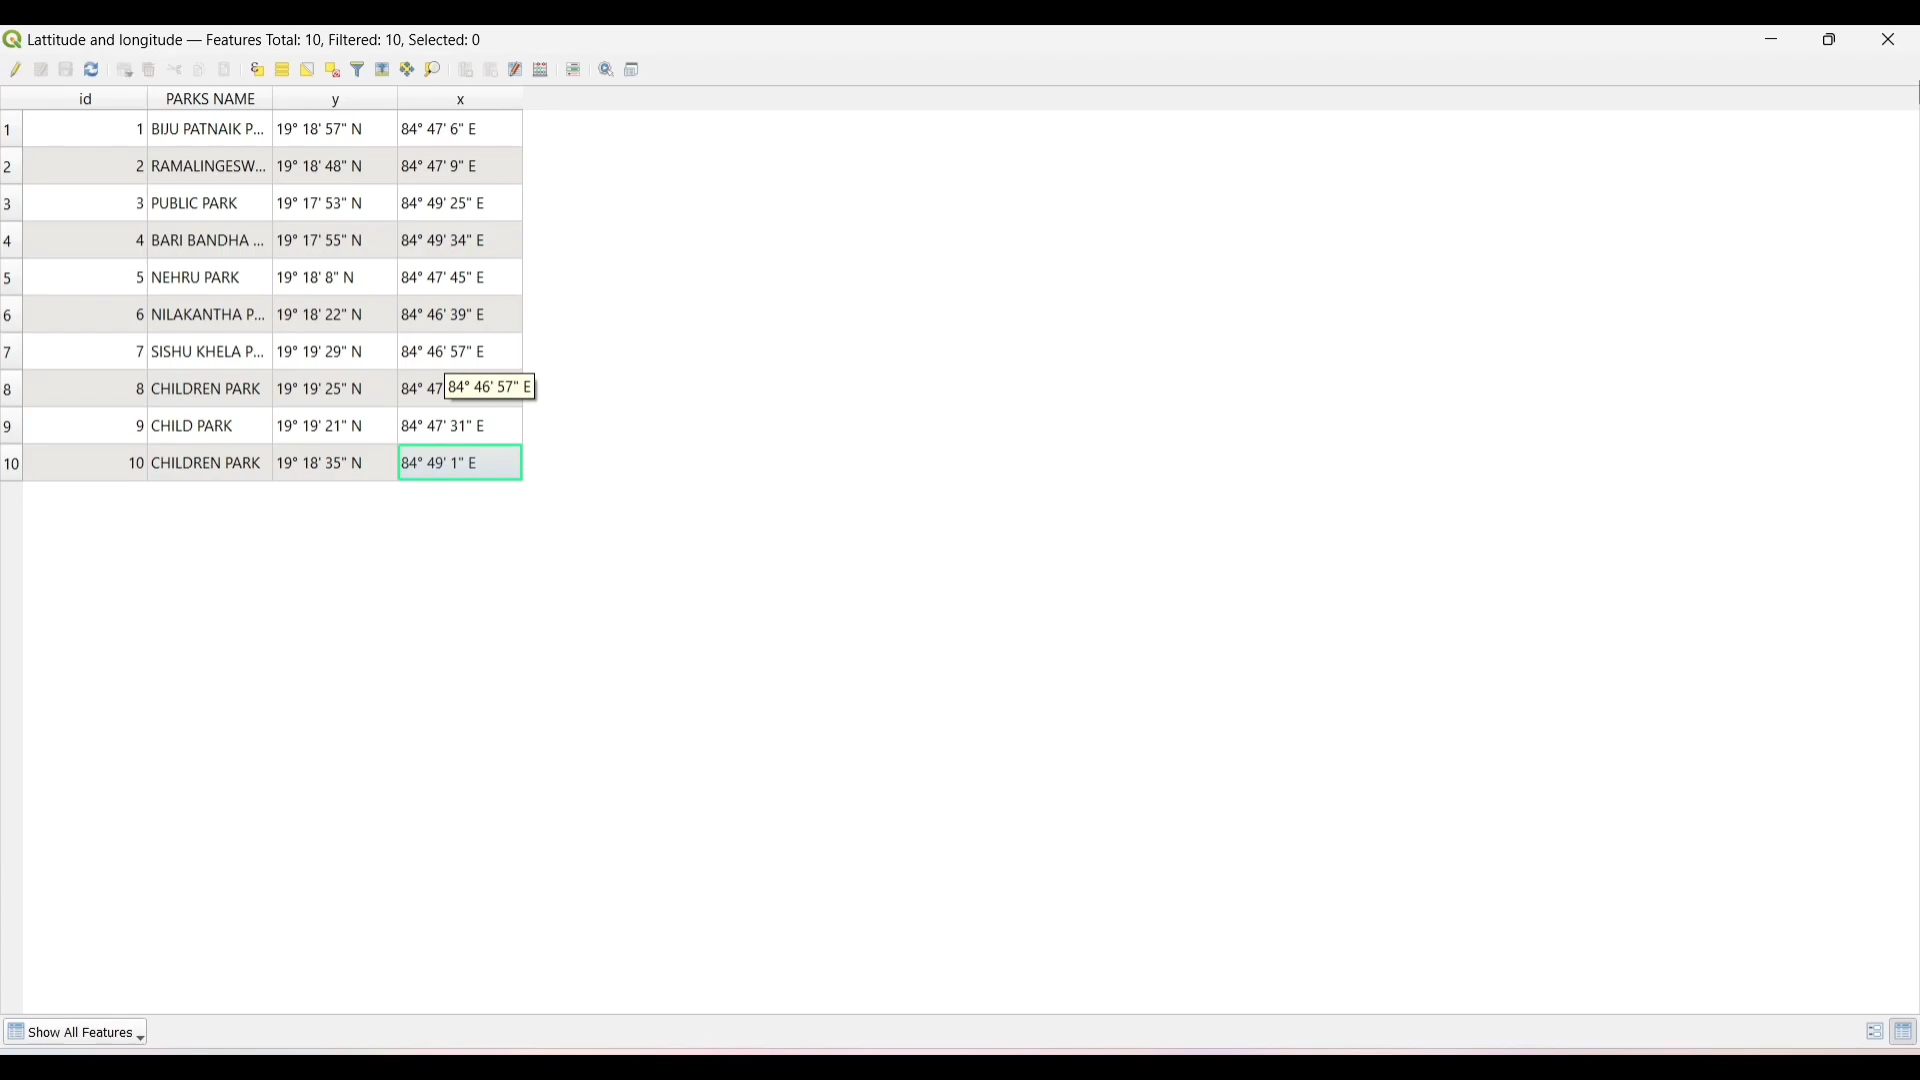 Lattitude and longitude — Features Total: 10, Filtered: 10, Selected: 0
id PARKS NAME y x
1 1 BIJU PATNAIK P... 19° 18' 57" N 84° 47' 6" E
2 2 RAMALINGESW... 19° 18' 48" N 84° 47' 9" E
3 3 PUBLIC PARK 19° 17' 53" N 84° 49' 25" E
4 4 BARI BANDHA ... 19° 17' 55" N 84° 49' 34" E
5 5 NEHRU PARK 19° 18' 8" N 84° 47' 45" E
6 6 NILAKANTHA P... 19° 18' 22" N 84° 46' 39" E
7 7 SISHU KHELA P... 19° 19' 29" N 84° 46' 57" E
8 8 CHILDREN PARK 19° 19' 25" N 84° 47 84° 46' 57" E
9 9 CHILD PARK 19° 19' 21" N 84° 47' 31" E
10 10 CHILDREN PARK 19° 18' 35" N 84° 49' 1" E
Show All Features